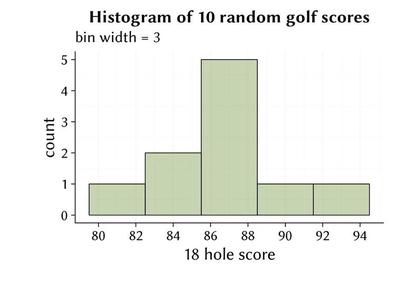 Histogram of 10 random golf scores
bin width = 3
count
5
4
3
2
1
0
80 82 84 86 88 90 92 94
18 hole score